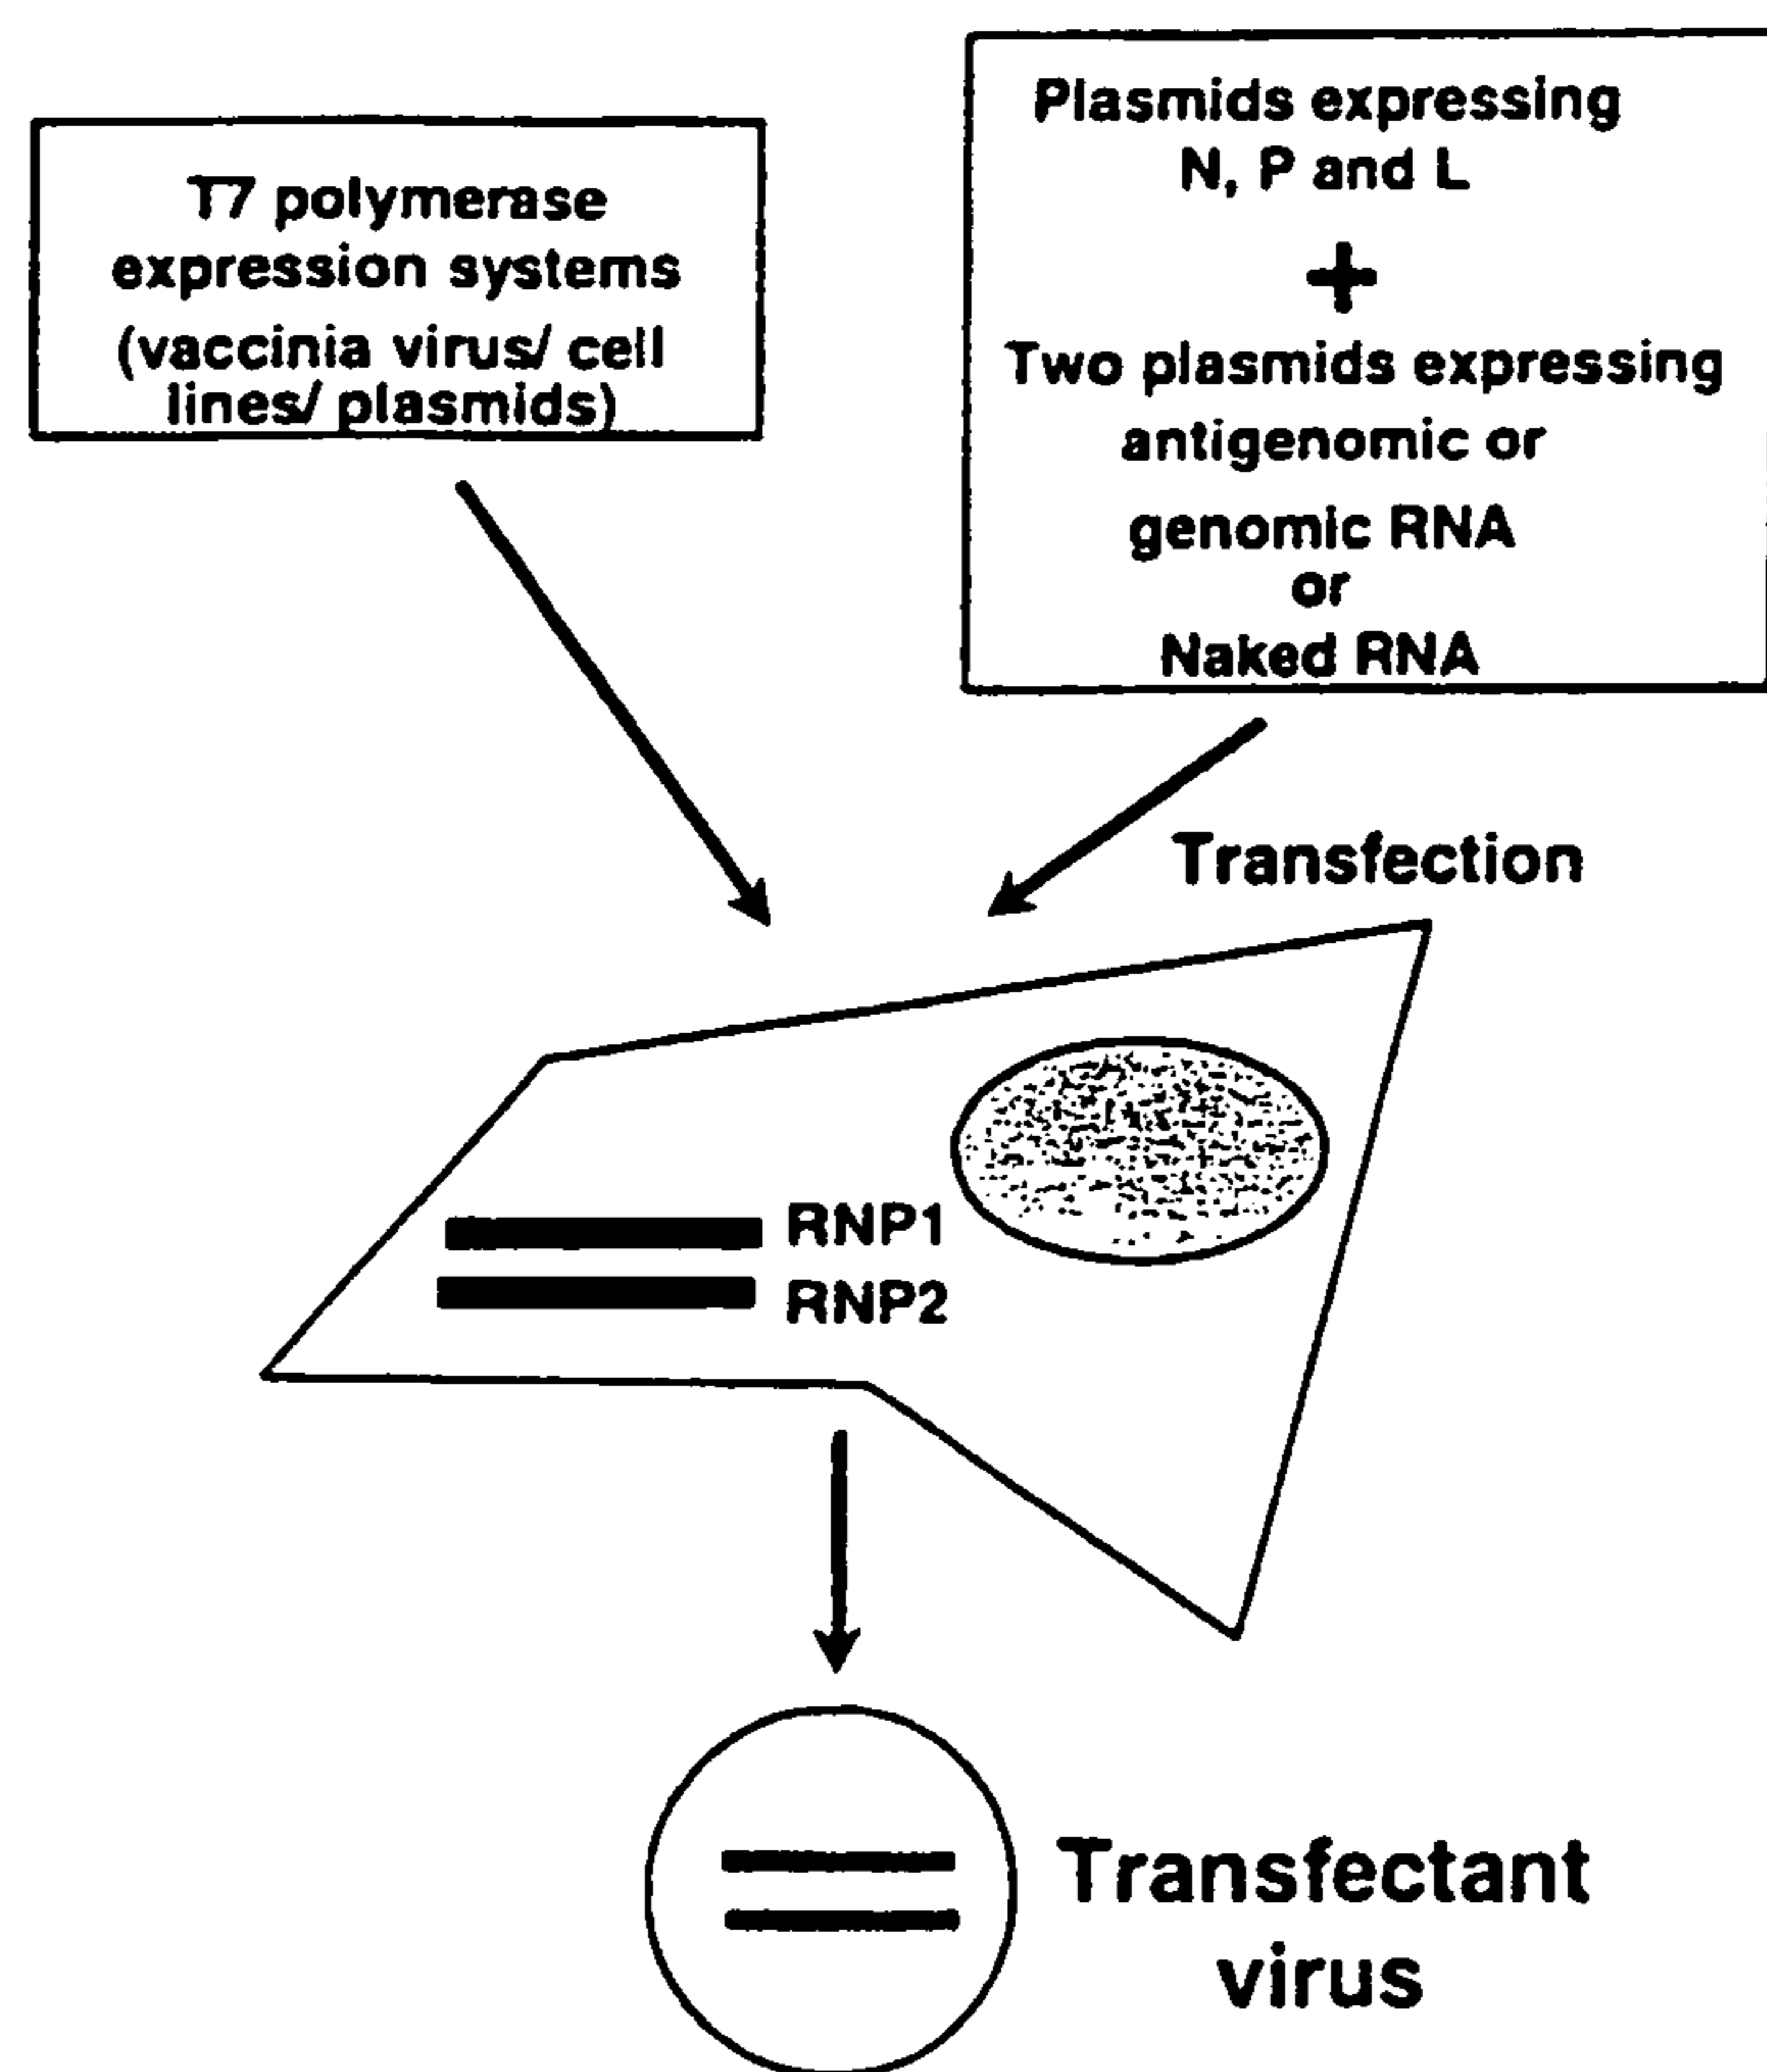 T7 polymerase
expression systems
(vaccinia virus/ cell
lines/ plasmids)
Plasmids expressing
N, P and L
+
Two plasmids expressing
antigenomic or
genomic RNA
or
Naked RNA
Transfection
RNP1
RNP2
Transfectant
virus